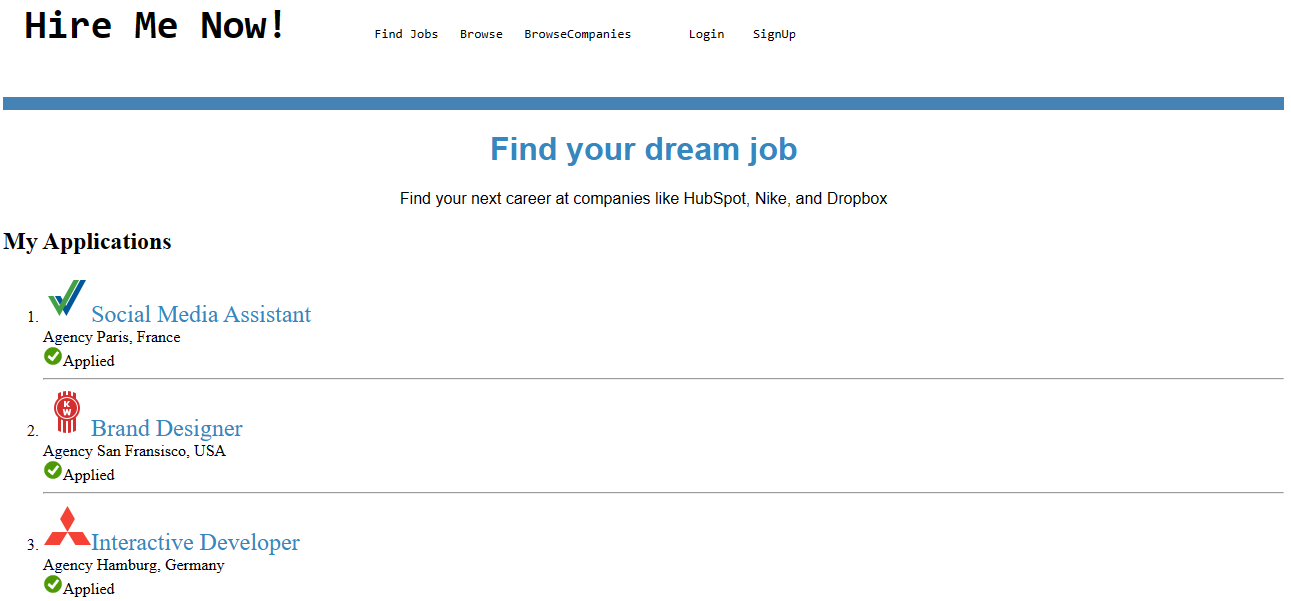 Hire Me Now! Find Jobs Browse BrowseCompanies Login SignUp
Find your dream job
Find your next career at companies like HubSpot, Nike, and Dropbox
My Applications
1. Social Media Assistant
Agency Paris, France
Applied
KW
2. Brand Designer
Agency San Fransisco, USA
Applied
3. Interactive Developer
Agency Hamburg, Germany
Applied